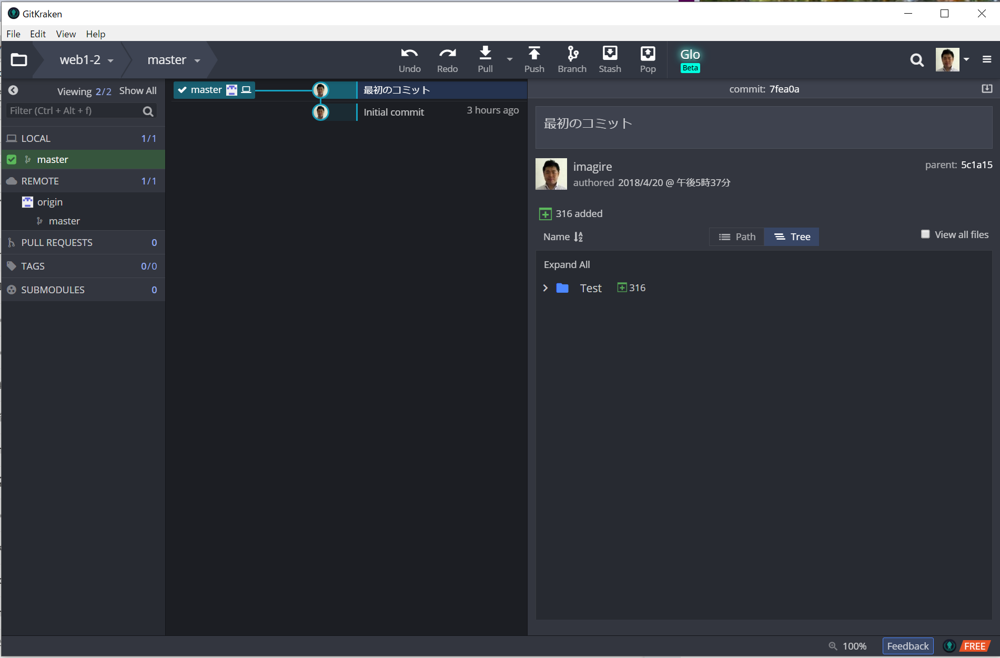 GitKraken
File Edit View Help
web1-2 master Undo Redo Pull Push Branch Stash Pop Glo
Beta
Viewing 2/2 Show All
Filter (Ctrl + Alt + f)
LOCAL 1/1
master
REMOTE 1/1
origin
master
PULL REQUESTS 0
TAGS 0/0
SUBMODULES 0
master 最初のコミット
Initial commit 3 hours ago
commit: 7fea0a
最初のコミット
imagire parent: 5c1a15
authored 2018/4/20 @ 午後5時37分
316 added
Name Path Tree View all files
Expand All
Test 316
100% Feedback FREE